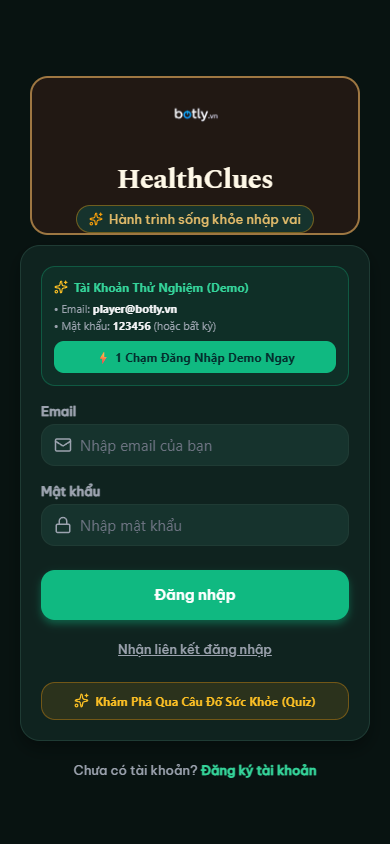 botly.vn
HealthClues
Hành trình sống khỏe nhập vai
Tài Khoản Thử Nghiệm (Demo)
• Email: player@botly.vn
• Mật khẩu: 123456 (hoặc bất kỳ)
1 Chạm Đăng Nhập Demo Ngay
Email
Nhập email của bạn
Mật khẩu
Nhập mật khẩu
Đăng nhập
Nhận liên kết đăng nhập
Khám Phá Qua Câu Đố Sức Khỏe (Quiz)
Chưa có tài khoản? Đăng ký tài khoản